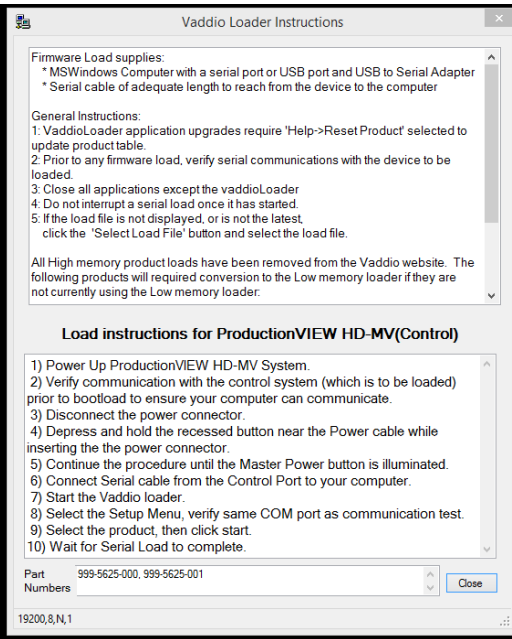 Vaddio Loader Instructions
Firmware Load supplies:
* MSWindows Computer with a serial port or USB port and USB to Serial Adapter
* Serial cable of adequate length to reach from the device to the computer
General Instructions:
1: VaddioLoader application upgrades require 'Help->Reset Product' selected to
update product table.
2: Prior to any firmware load, verify serial communications with the device to be
loaded.
3: Close all applications except the vaddioLoader
4: Do not interrupt a serial load once it has started.
5: If the load file is not displayed, or is not the latest,
click the 'Select Load File' button and select the load file.
All High memory product loads have been removed from the Vaddio website. The
following products will required conversion to the Low memory loader if they are
not currently using the Low memory loader:
Load instructions for ProductionVIEW HD-MV(Control)
1) Power Up ProductionVIEW HD-MV System.
2) Verify communication with the control system (which is to be loaded)
prior to bootload to ensure your computer can communicate.
3) Disconnect the power connector.
4) Depress and hold the recessed button near the Power cable while
inserting the the power connector.
5) Continue the procedure until the Master Power button is illuminated.
6) Connect Serial cable from the Control Port to your computer.
7) Start the Vaddio loader.
8) Select the Setup Menu, verify same COM port as communication test.
9) Select the product, then click start.
10) Wait for Serial Load to complete.
Part
Numbers
999-5625-000, 999-5625-001
Close
19200,8,N,1